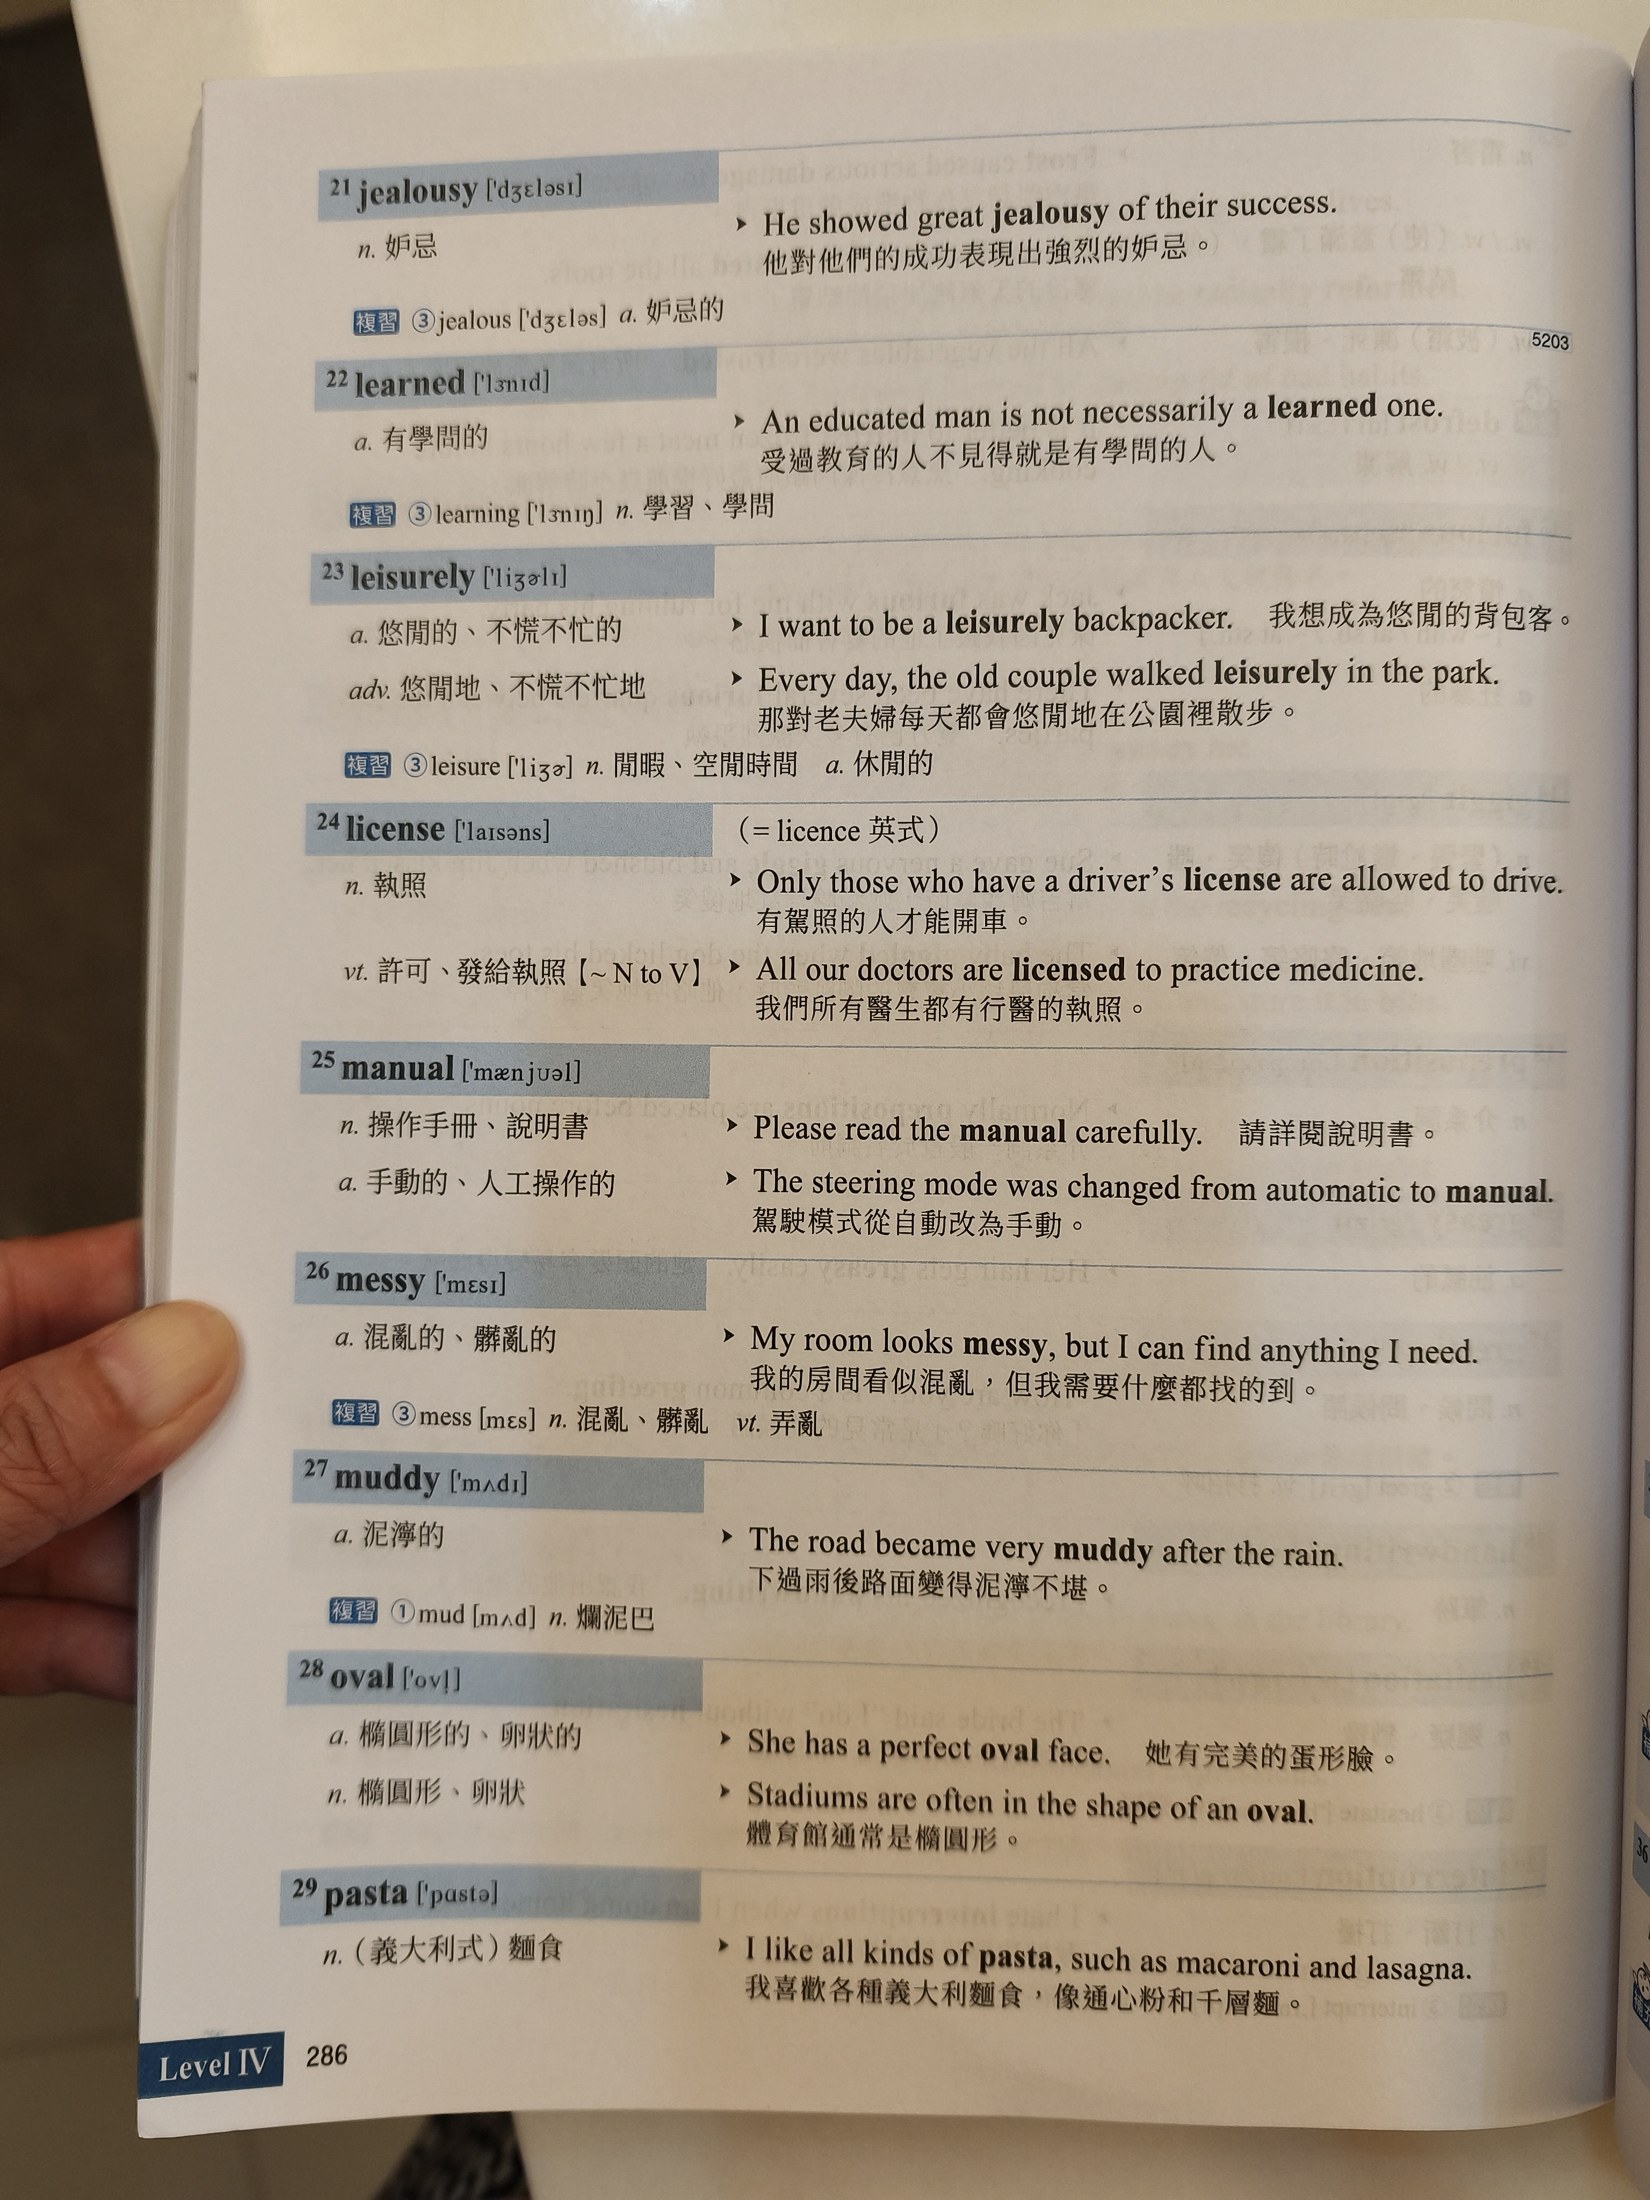 21 jealousy [ˈdʒɛləsɪ]
n. 妒忌
➤ He showed great jealousy of their success.
他對他們的成功表現出強烈的妒忌。
複習 ③jealous [ˈdʒɛləs] a. 妒忌的
5203
22 learned [ˈlɝnɪd]
a. 有學問的
➤ An educated man is not necessarily a learned one.
受過教育的人不見得就是有學問的人。
複習 ③learning [ˈlɝnɪŋ] n. 學習、學問
23 leisurely [ˈliʒɚlɪ]
a. 悠閒的、不慌不忙的 ➤ I want to be a leisurely backpacker. 我想成為悠閒的背包客。
adv. 悠閒地、不慌不忙地 ➤ Every day, the old couple walked leisurely in the park.
那對老夫婦每天都會悠閒地在公園裡散步。
複習 ③leisure [ˈliʒɚ] n. 閒暇、空閒時間 a. 休閒的
24 license [ˈlaɪsəns] （= licence 英式）
n. 執照 ➤ Only those who have a driver's license are allowed to drive.
有駕照的人才能開車。
vt. 許可、發給執照【~ N to V】 ➤ All our doctors are licensed to practice medicine.
我們所有醫生都有行醫的執照。
25 manual [ˈmænjʊəl]
n. 操作手冊、說明書 ➤ Please read the manual carefully. 請詳閱說明書。
a. 手動的、人工操作的 ➤ The steering mode was changed from automatic to manual.
駕駛模式從自動改為手動。
26 messy [ˈmɛsɪ]
a. 混亂的、髒亂的 ➤ My room looks messy, but I can find anything I need.
我的房間看似混亂，但我需要什麼都找的到。
複習 ③mess [mɛs] n. 混亂、髒亂 vt. 弄亂
27 muddy [ˈmʌdɪ]
a. 泥濘的 ➤ The road became very muddy after the rain.
下過雨後路面變得泥濘不堪。
複習 ①mud [mʌd] n. 爛泥巴
28 oval [ˈovl̩]
a. 橢圓形的、卵狀的 ➤ She has a perfect oval face. 她有完美的蛋形臉。
n. 橢圓形、卵狀 ➤ Stadiums are often in the shape of an oval.
體育館通常是橢圓形。
29 pasta [ˈpɑstə]
n.（義大利式）麵食 ➤ I like all kinds of pasta, such as macaroni and lasagna.
我喜歡各種義大利麵食，像通心粉和千層麵。
Level IV 286
36